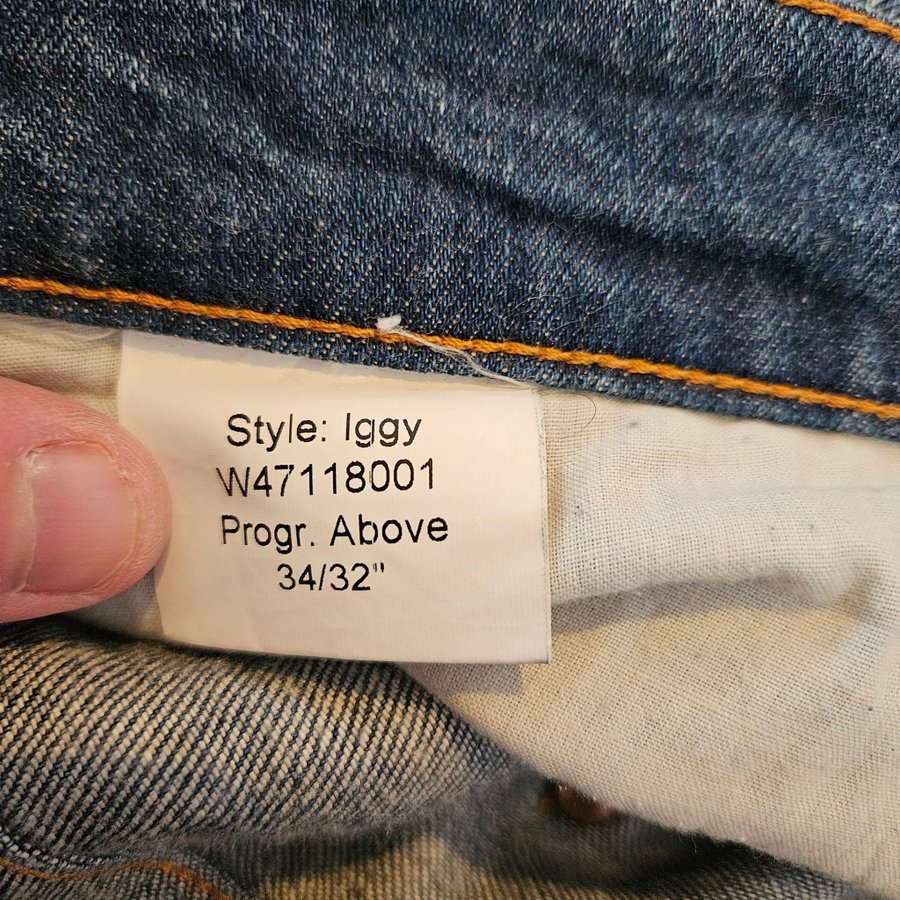 Style: Iggy
W47118001
Progr. Above
34/32"